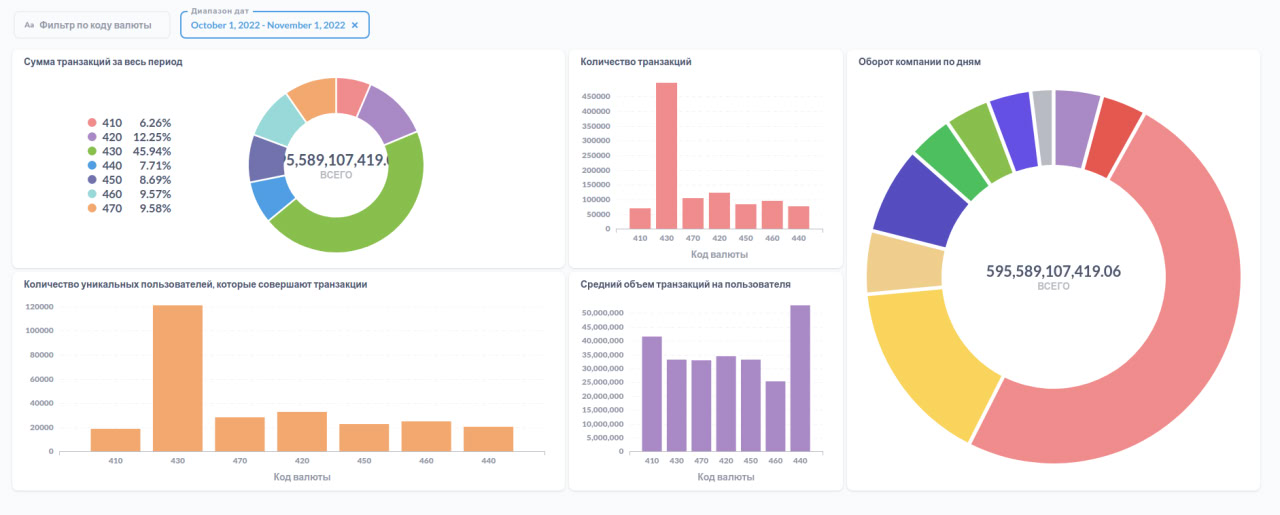 Диапазон дат
Aa Фильтр по коду валюты
October 1, 2022 - November 1, 2022 ×
Сумма транзакций за весь период
410 6.26%
420 12.25%
430 45.94%
440 7.71%
450 8.69%
460 9.57%
470 9.58%
5,589,107,419.0
ВСЕГО
Количество транзакций
450000
400000
350000
300000
250000
200000
150000
100000
50000
0
410 430 470 420 450 460 440
Код валюты
Оборот компании по дням
595,589,107,419.06
ВСЕГО
Количество уникальных пользователей, которые совершают транзакции
120000
100000
80000
60000
40000
20000
0
410 430 470 420 450 460 440
Код валюты
Средний объем транзакций на пользователя
50,000,000
45,000,000
40,000,000
35,000,000
30,000,000
25,000,000
20,000,000
15,000,000
10,000,000
5,000,000
0
410 430 470 420 450 460 440
Код валюты